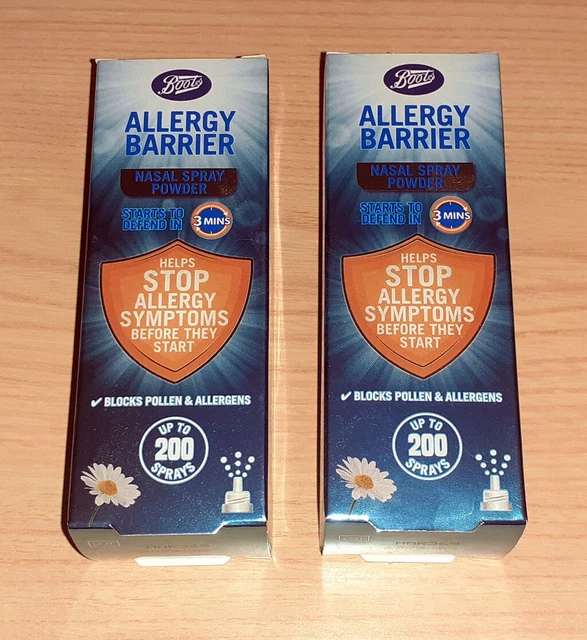 Boots
ALLERGY
BARRIER
NASAL SPRAY
POWDER
STARTS TO
DEFEND IN
3 MINS
HELPS
STOP
ALLERGY
SYMPTOMS
BEFORE THEY
START
✔ BLOCKS POLLEN & ALLERGENS
UP TO
200
SPRAYS
Boots
ALLERGY
BARRIER
NASAL SPRAY
POWDER
STARTS TO
DEFEND IN
3 MINS
HELPS
STOP
ALLERGY
SYMPTOMS
BEFORE THEY
START
✔ BLOCKS POLLEN & ALLERGENS
UP TO
200
SPRAYS